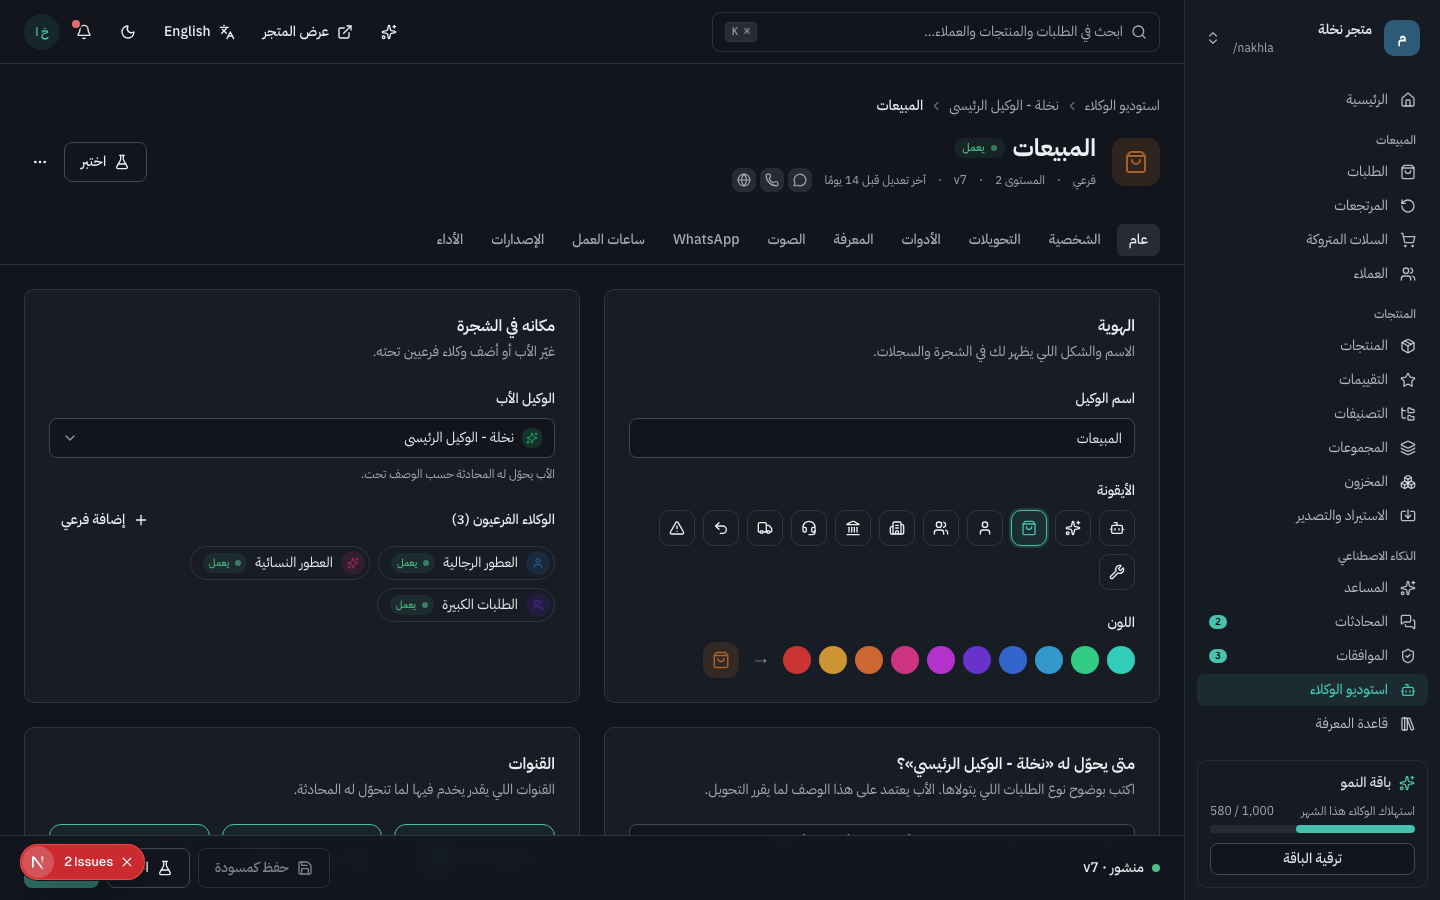 متجر نخلة
/nakhla
م
الرئيسية
المبيعات
الطلبات
المرتجعات
السلات المتروكة
العملاء
المنتجات
المنتجات
التقييمات
التصنيفات
المجموعات
المخزون
الاستيراد والتصدير
الذكاء الاصطناعي
المساعد
المحادثات
2
الموافقات
3
استوديو الوكلاء
قاعدة المعرفة
باقة النمو
استهلاك الوكلاء هذا الشهر
580 / 1,000
ترقية الباقة
ابحث في الطلبات والمنتجات والعملاء...
⌘ K
عرض المتجر
English
خ ا
استوديو الوكلاء
نخلة - الوكيل الرئيسي
المبيعات
المبيعات
يعمل
فرعي · المستوى 2 · v7 · آخر تعديل قبل 14 يومًا
اختبر
عام
الشخصية
التحويلات
الأدوات
المعرفة
الصوت
WhatsApp
ساعات العمل
الإصدارات
الأداء
الهوية
الاسم والشكل اللي يظهر لك في الشجرة والسجلات.
اسم الوكيل
المبيعات
الأيقونة
اللون
→
مكانه في الشجرة
غيّر الأب أو أضف وكلاء فرعيين تحته.
الوكيل الأب
نخلة - الوكيل الرئيسي
الأب يحوّل له المحادثة حسب الوصف تحت.
الوكلاء الفرعيون (3)
إضافة فرعي
العطور الرجالية
يعمل
العطور النسائية
يعمل
الطلبات الكبيرة
يعمل
متى يحوّل له «نخلة - الوكيل الرئيسي»؟
اكتب بوضوح نوع الطلبات اللي يتولاها. الأب يعتمد على هذا الوصف لما يقرر التحويل.
القنوات
القنوات اللي يقدر يخدم فيها لما تتحوّل له المحادثة.
منشور · v7
حفظ كمسودة
N
2 Issues